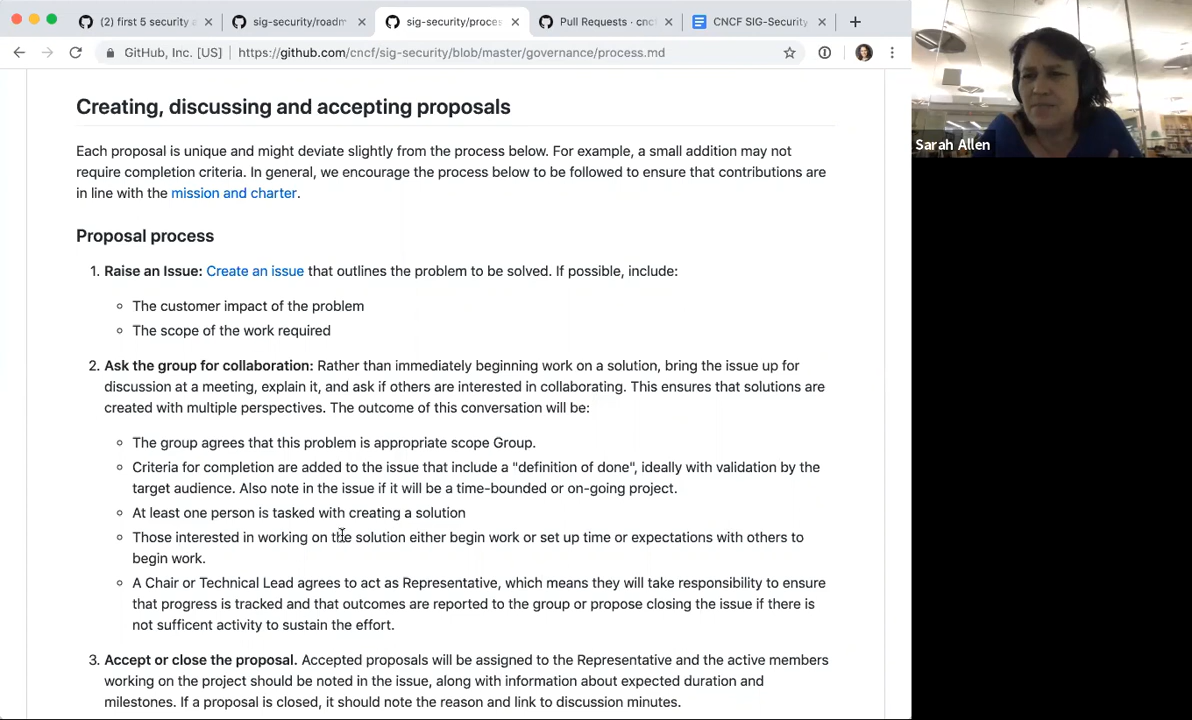 (2) first 5 security a
sig-security/roadm
sig-security/proces
Pull Requests · cnc
CNCF SIG-Security
GitHub, Inc. [US]
https://github.com/cncf/sig-security/blob/master/governance/process.md
Sarah Allen
Creating, discussing and accepting proposals
Each proposal is unique and might deviate slightly from the process below. For example, a small addition may not
require completion criteria. In general, we encourage the process below to be followed to ensure that contributions are
in line with the mission and charter.
Proposal process
1. Raise an Issue: Create an issue that outlines the problem to be solved. If possible, include:
The customer impact of the problem
The scope of the work required
2. Ask the group for collaboration: Rather than immediately beginning work on a solution, bring the issue up for
discussion at a meeting, explain it, and ask if others are interested in collaborating. This ensures that solutions are
created with multiple perspectives. The outcome of this conversation will be:
The group agrees that this problem is appropriate scope Group.
Criteria for completion are added to the issue that include a "definition of done", ideally with validation by the
target audience. Also note in the issue if it will be a time-bounded or on-going project.
At least one person is tasked with creating a solution
Those interested in working on the solution either begin work or set up time or expectations with others to
begin work.
A Chair or Technical Lead agrees to act as Representative, which means they will take responsibility to ensure
that progress is tracked and that outcomes are reported to the group or propose closing the issue if there is
not sufficent activity to sustain the effort.
3. Accept or close the proposal. Accepted proposals will be assigned to the Representative and the active members
working on the project should be noted in the issue, along with information about expected duration and
milestones. If a proposal is closed, it should note the reason and link to discussion minutes.